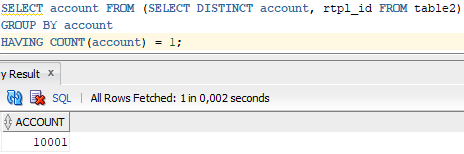 SELECT account FROM (SELECT DISTINCT account, rtpl_id FROM table2)
GROUP BY account
HAVING COUNT(account) = 1;
y Result x
SQL | All Rows Fetched: 1 in 0,002 seconds
ACCOUNT
10001